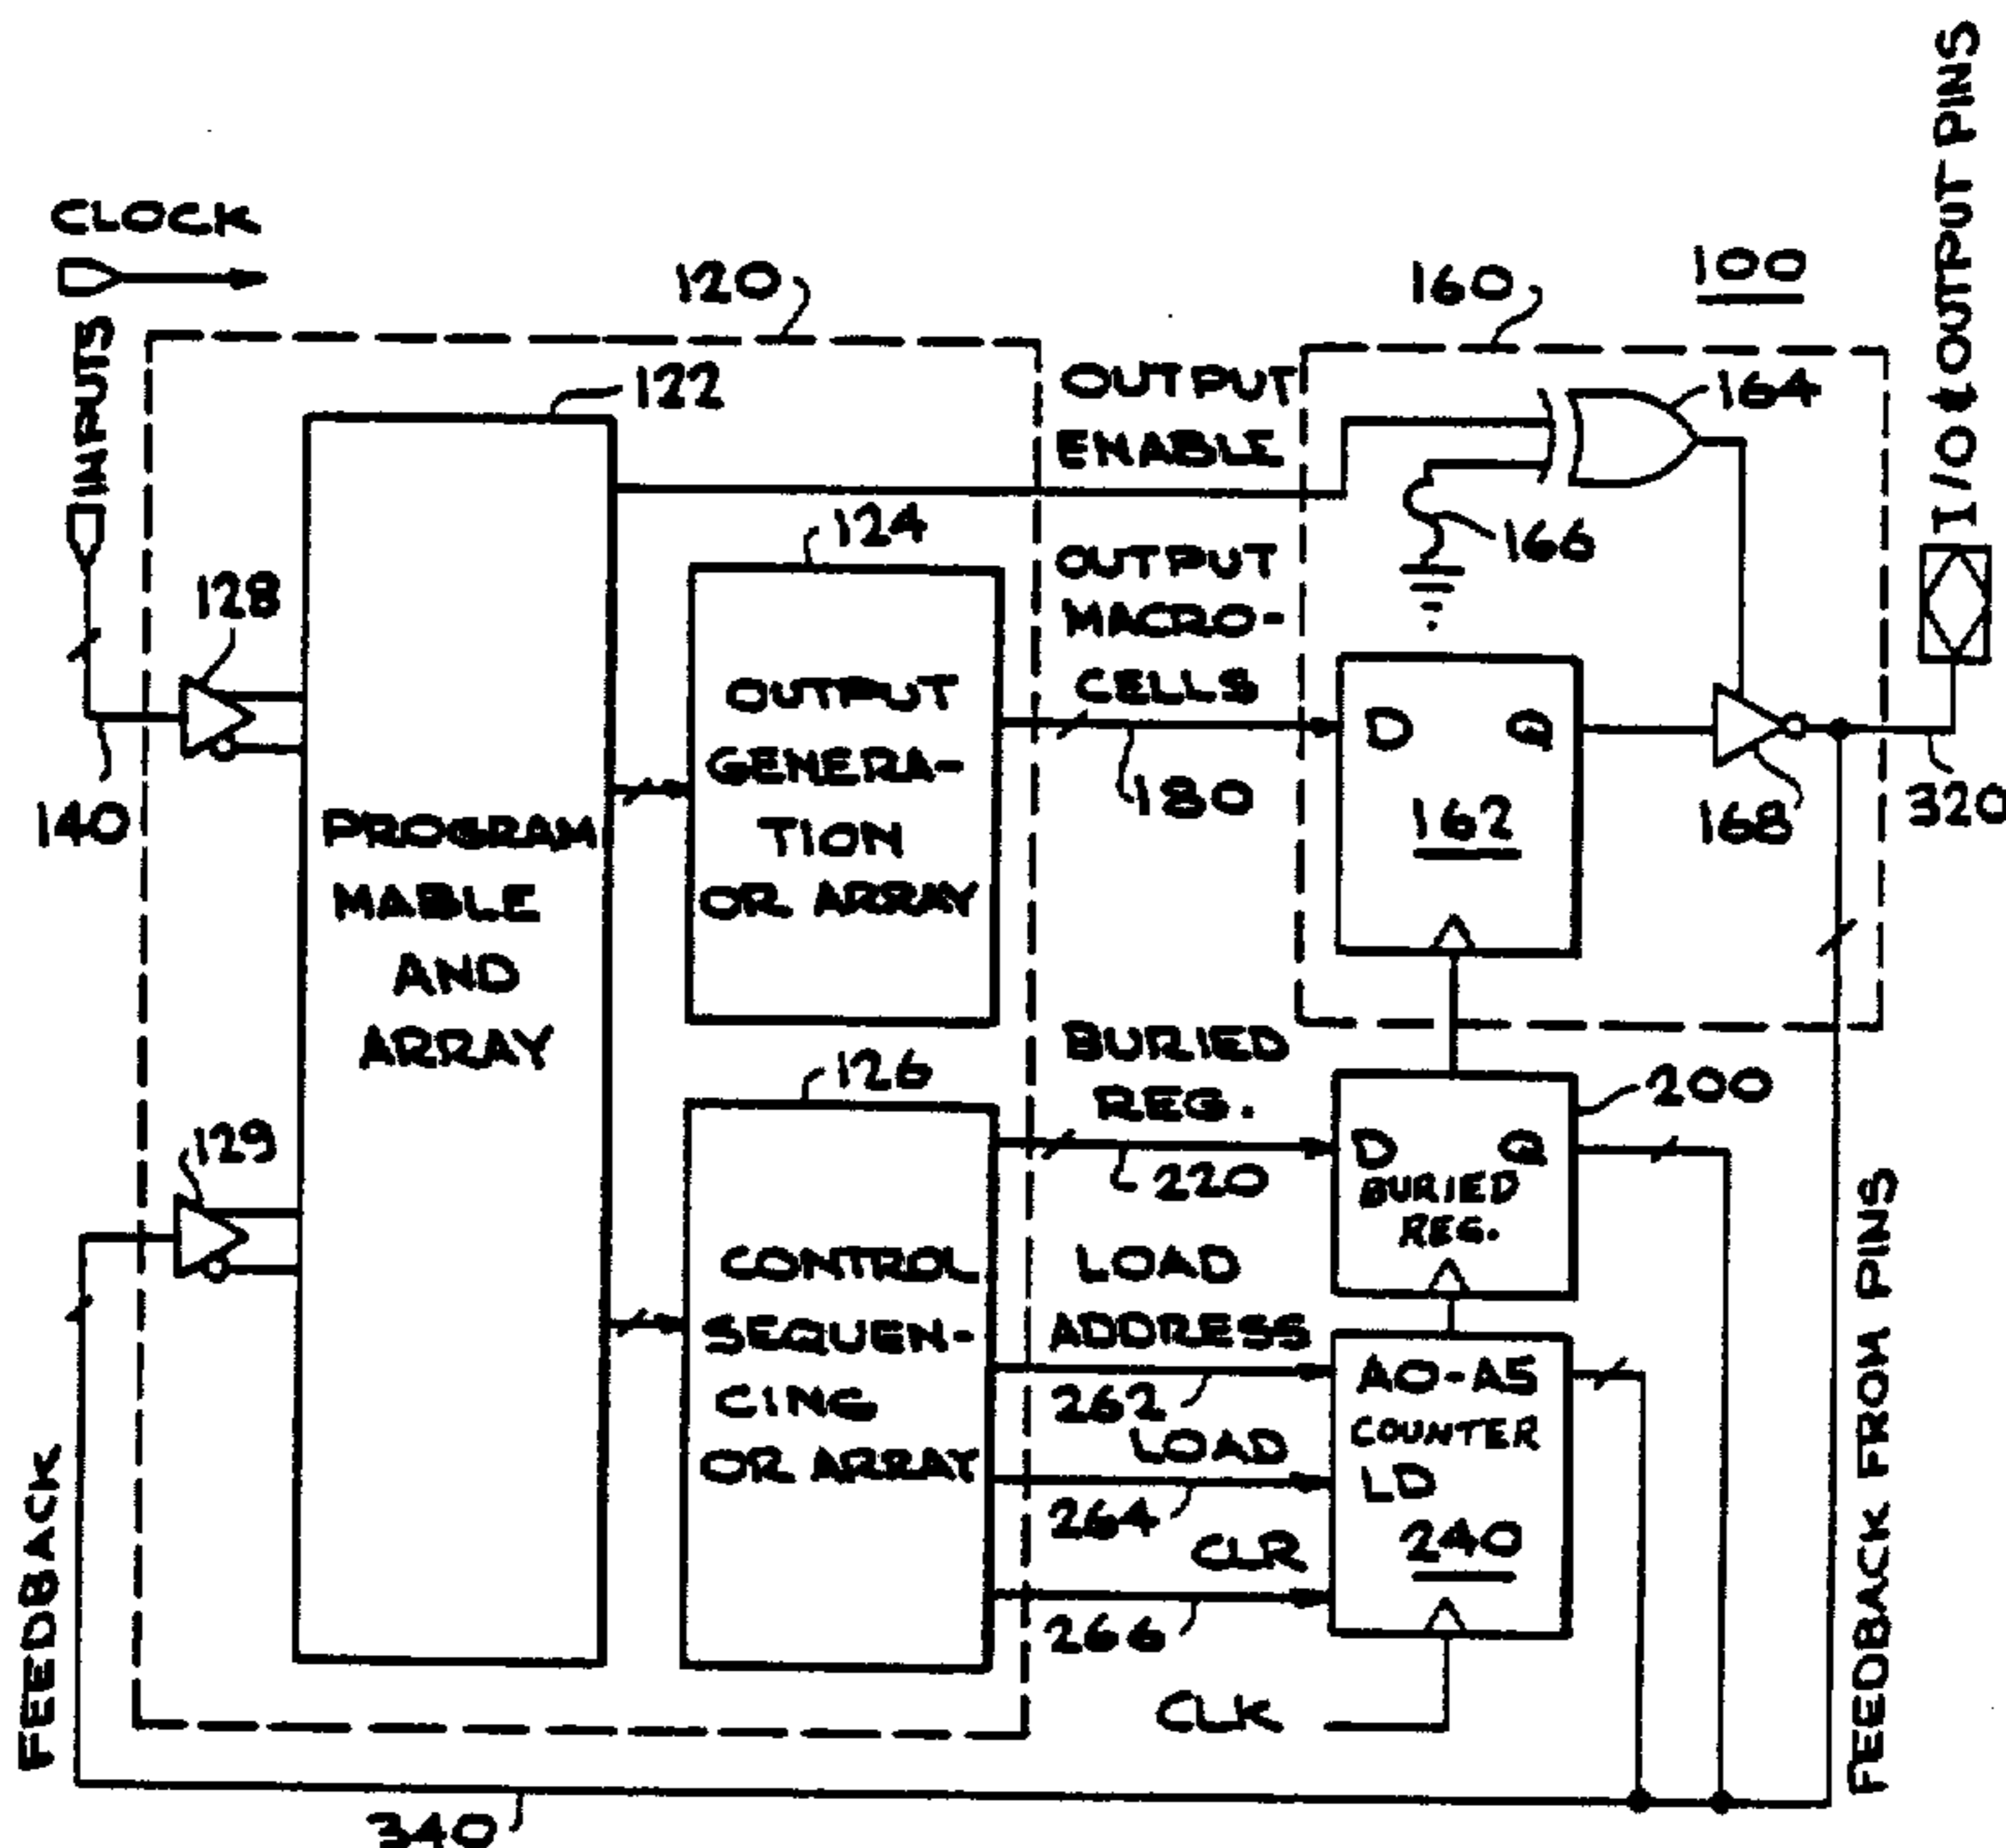 CLOCK
INPUTS
140
128
129
FEEDBACK
340
120
122
PROGRAM
MABLE
AND
ARRAY
124
OUTPUT
GENERA-
TION
OR ARRAY
126
CONTROL
SEQUEN-
CING
OR ARRAY
OUTPUT
ENABLE
OUTPUT
MACRO-
CELLS
180
BURIED
REG.
220
LOAD
ADDRESS
262
LOAD
264
CLR
266
CLK
160
100
164
166
D Q
162
168
320
I/O & OUTPUT PINS
200
D Q
BURIED
REG.
A0-A5
COUNTER
LD
240
FEEDBACK FROM PINS